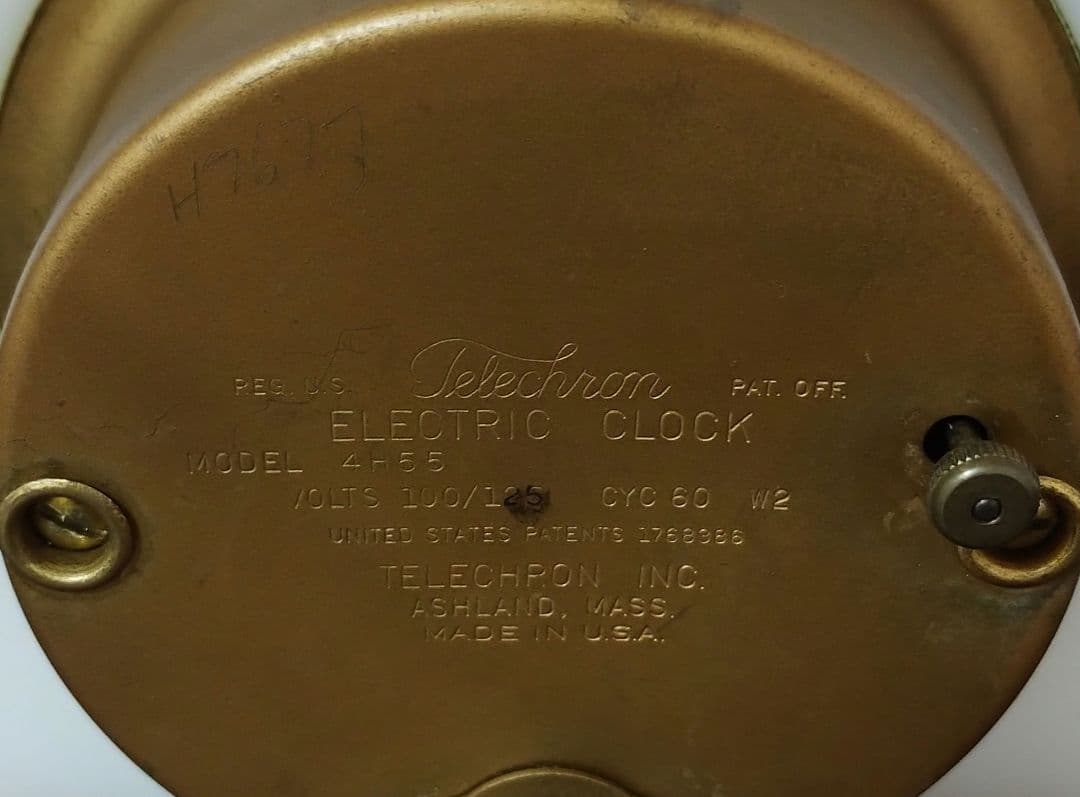 H7677
REG. U.S. Telechron PAT. OFF.
ELECTRIC CLOCK
MODEL 4H55
VOLTS 100/125 CYC 60 W2
UNITED STATES PATENTS 1768986
TELECHRON INC.
ASHLAND, MASS.
MADE IN U.S.A.